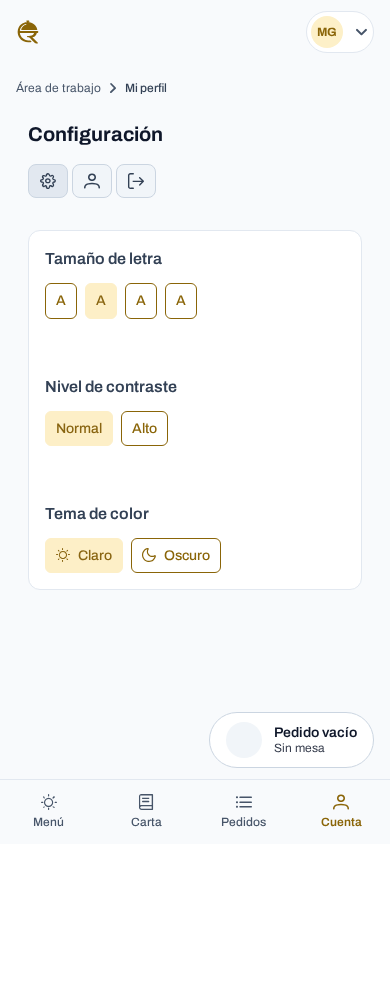 MG
Área de trabajo
Mi perfil
Configuración
Tamaño de letra
A A A A
Nivel de contraste
Normal Alto
Tema de color
Claro Oscuro
Pedido vacío
Sin mesa
Menú Carta Pedidos Cuenta